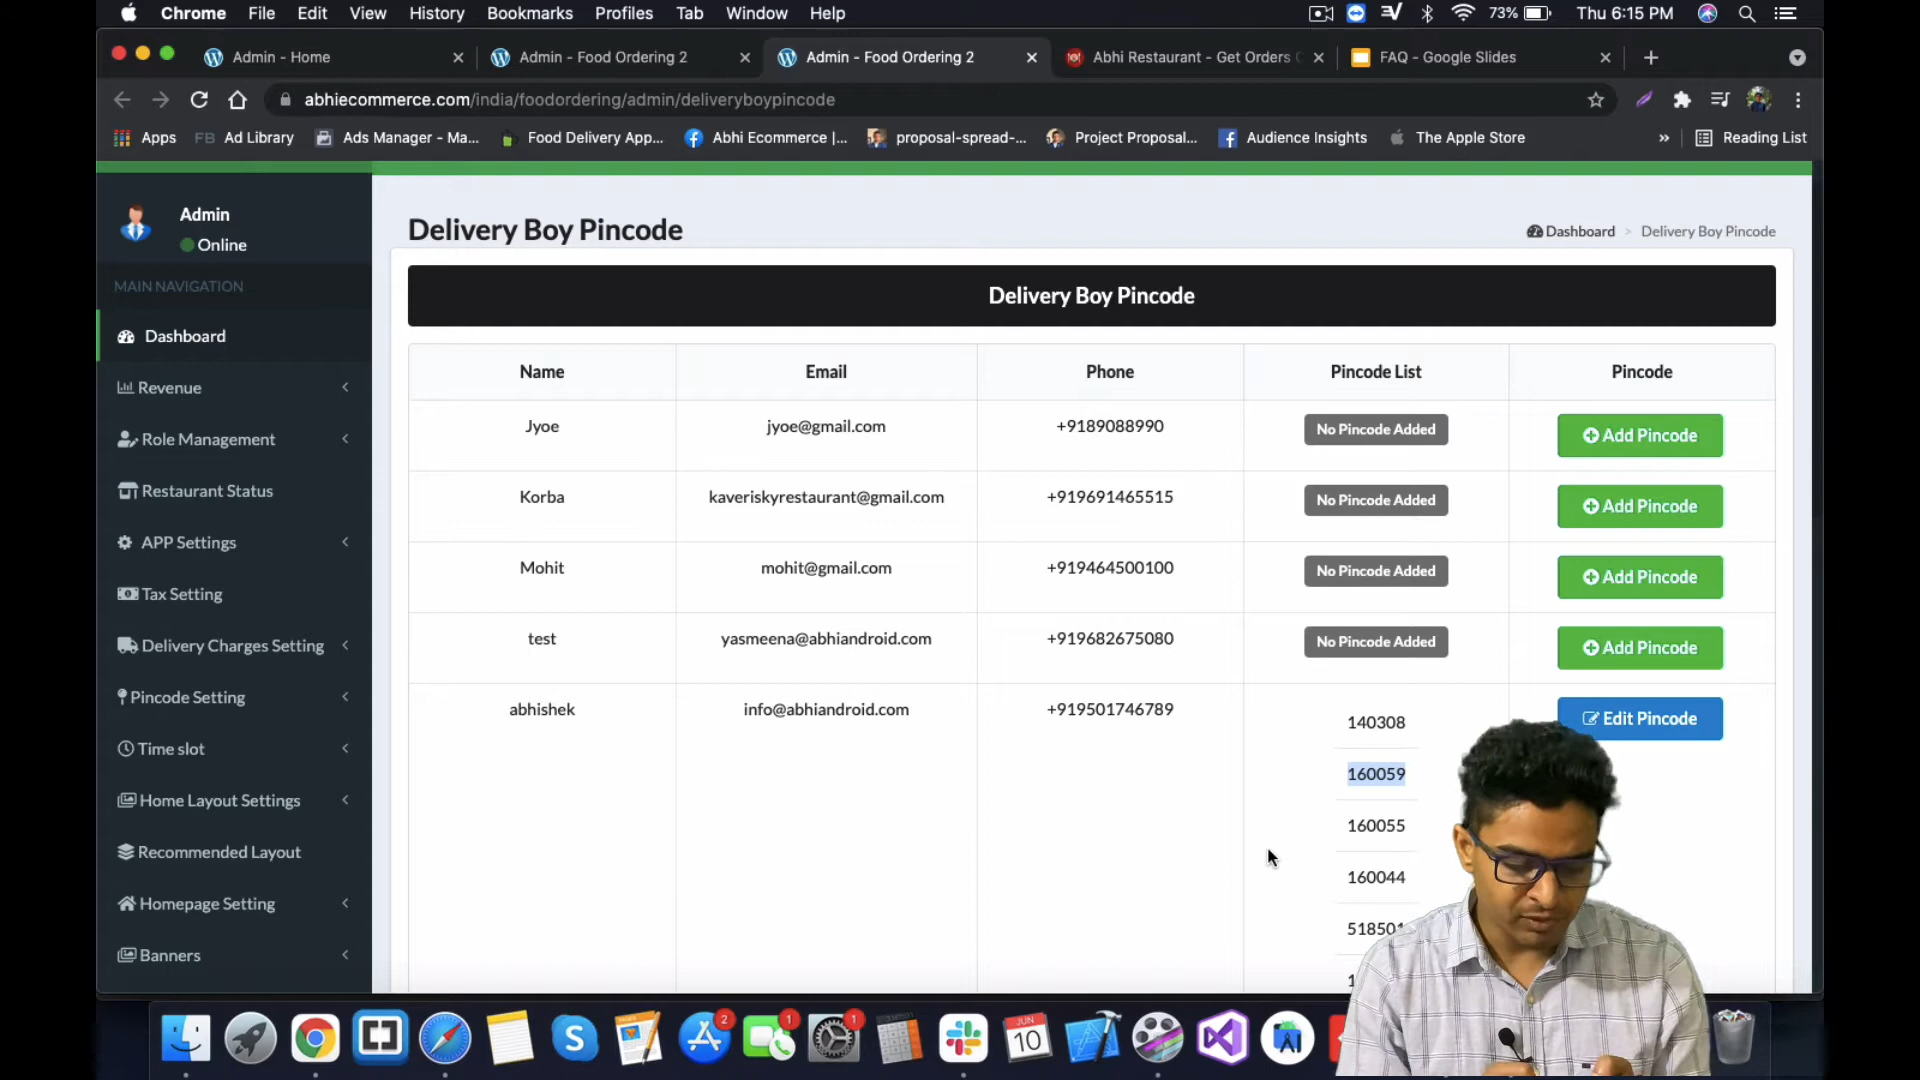 Chrome File Edit View History Bookmarks Profiles Tab Window Help 73% Thu 6:15 PM
Admin - Home Admin - Food Ordering 2 Admin - Food Ordering 2 Abhi Restaurant - Get Orders FAQ - Google Slides
abhiecommerce.com/india/foodordering/admin/deliveryboypincode
Apps FB Ad Library Ads Manager - Ma... Food Delivery App... Abhi Ecommerce |... proposal-spread-... Project Proposal... Audience Insights The Apple Store » Reading List
Admin
Online
MAIN NAVIGATION
Dashboard
Revenue
Role Management
Restaurant Status
APP Settings
Tax Setting
Delivery Charges Setting
Pincode Setting
Time slot
Home Layout Settings
Recommended Layout
Homepage Setting
Banners
Delivery Boy Pincode
Dashboard > Delivery Boy Pincode
Delivery Boy Pincode
Name Email Phone Pincode List Pincode
Jyoe jyoe@gmail.com +9189088990 No Pincode Added Add Pincode
Korba kaveriskyrestaurant@gmail.com +919691465515 No Pincode Added Add Pincode
Mohit mohit@gmail.com +919464500100 No Pincode Added Add Pincode
test yasmeena@abhiandroid.com +919682675080 No Pincode Added Add Pincode
abhishek info@abhiandroid.com +919501746789 140308 Edit Pincode
160059
160055
160044
51850
2 1 1 JUN 10